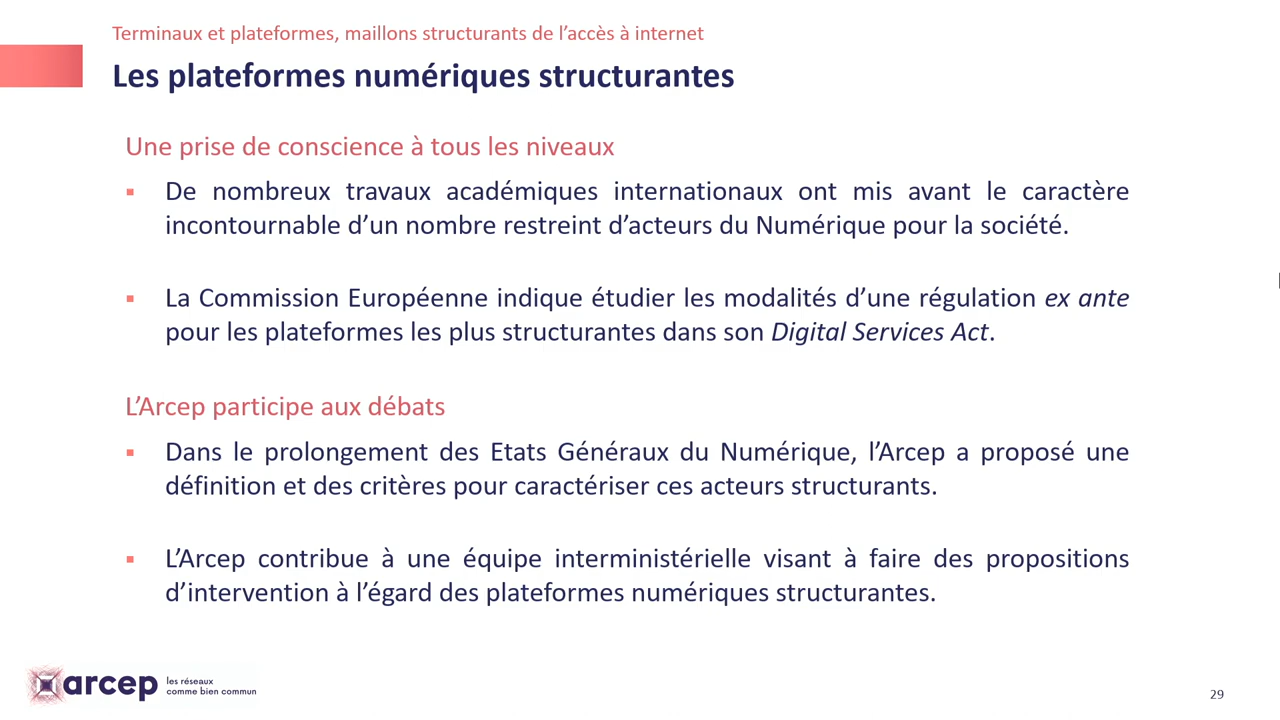 Terminaux et plateformes, maillons structurants de l’accès à internet
Les plateformes numériques structurantes
Une prise de conscience à tous les niveaux
De nombreux travaux académiques internationaux ont mis avant le caractère
incontournable d’un nombre restreint d’acteurs du Numérique pour la société.
La Commission Européenne indique étudier les modalités d’une régulation ex ante
pour les plateformes les plus structurantes dans son Digital Services Act.
L’Arcep participe aux débats
Dans le prolongement des Etats Généraux du Numérique, l’Arcep a proposé une
définition et des critères pour caractériser ces acteurs structurants.
L’Arcep contribue à une équipe interministérielle visant à faire des propositions
d’intervention à l’égard des plateformes numériques structurantes.
arcep
les réseaux
comme bien commun
29